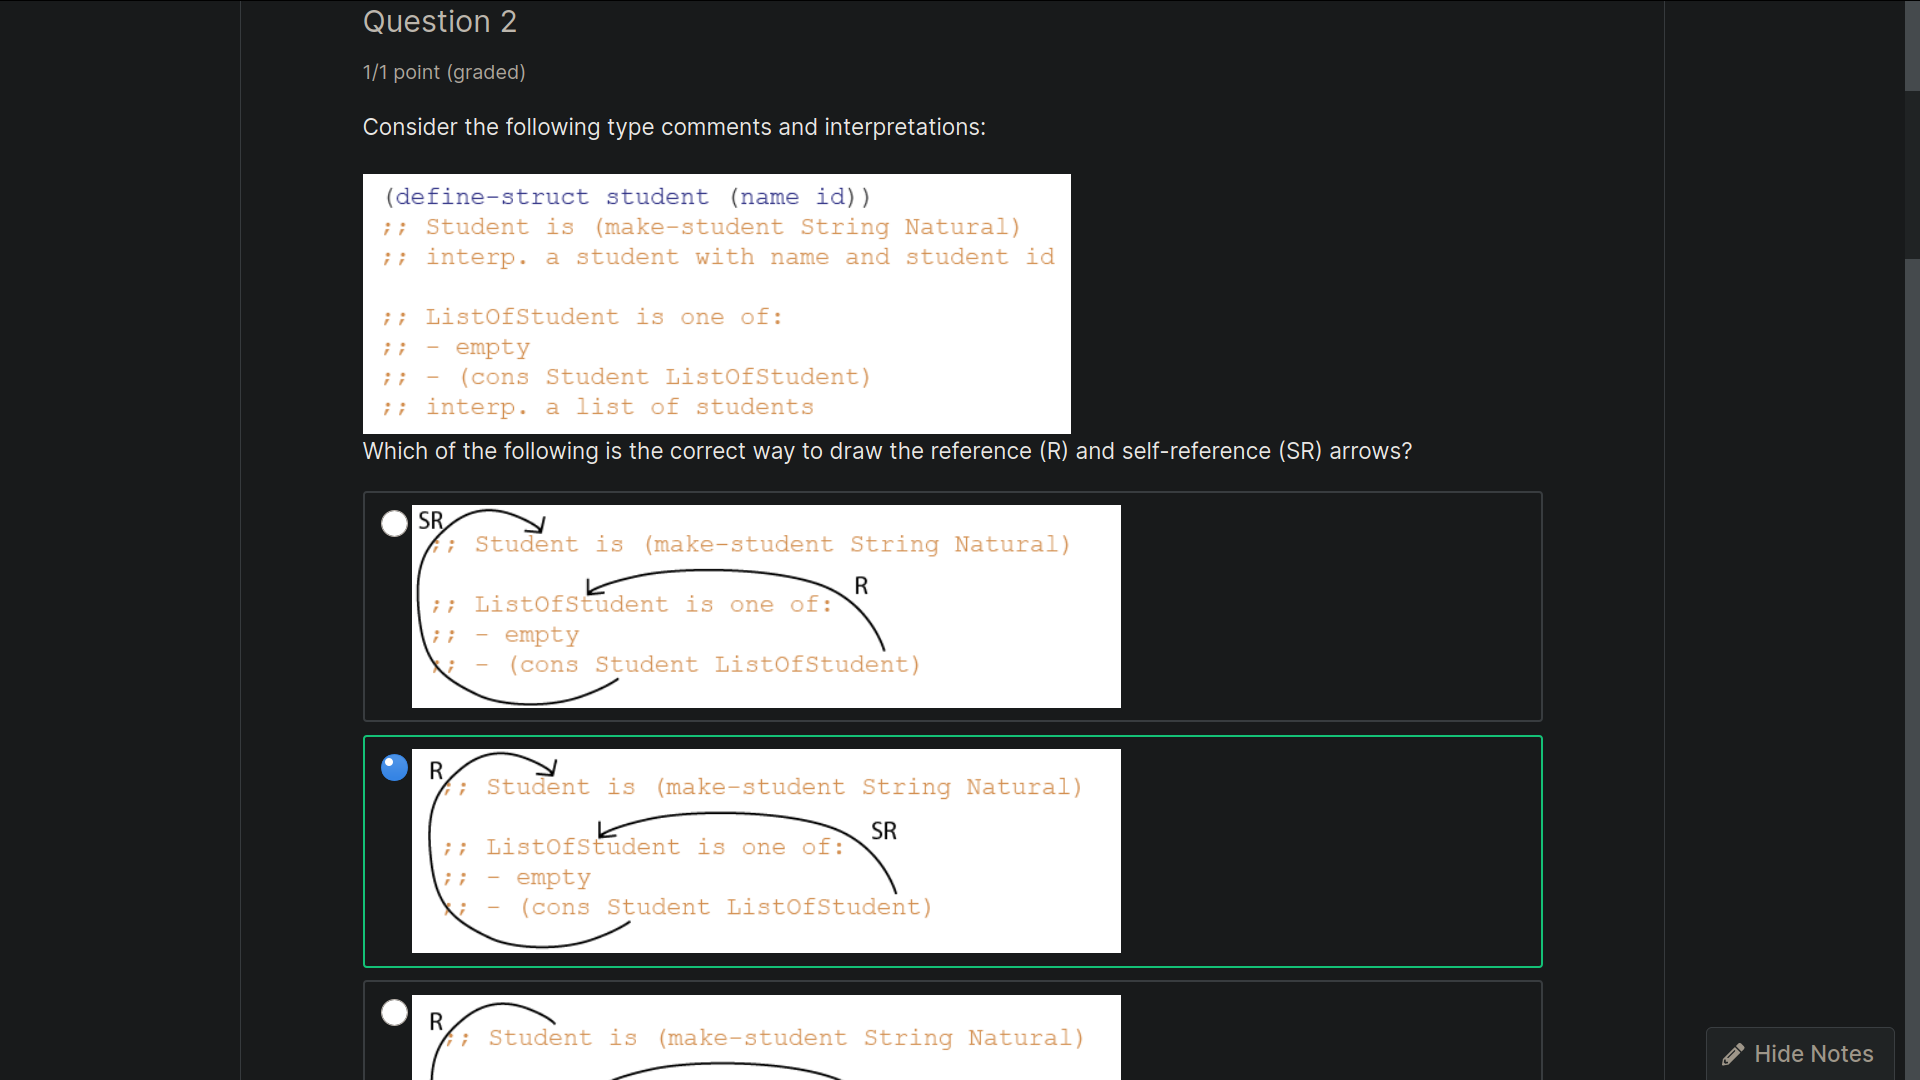 Question 2
1/1 point (graded)
Consider the following type comments and interpretations:
(define-struct student (name id))
;; Student is (make-student String Natural)
;; interp. a student with name and student id
;; ListOfStudent is one of:
;; - empty
;; - (cons Student ListOfStudent)
;; interp. a list of students
Which of the following is the correct way to draw the reference (R) and self-reference (SR) arrows?
SR
;; Student is (make-student String Natural)
R
;; ListOfStudent is one of:
;; - empty
;; - (cons Student ListOfStudent)
R
;; Student is (make-student String Natural)
SR
;; ListOfStudent is one of:
;; - empty
;; - (cons Student ListOfStudent)
R
;; Student is (make-student String Natural)
Hide Notes